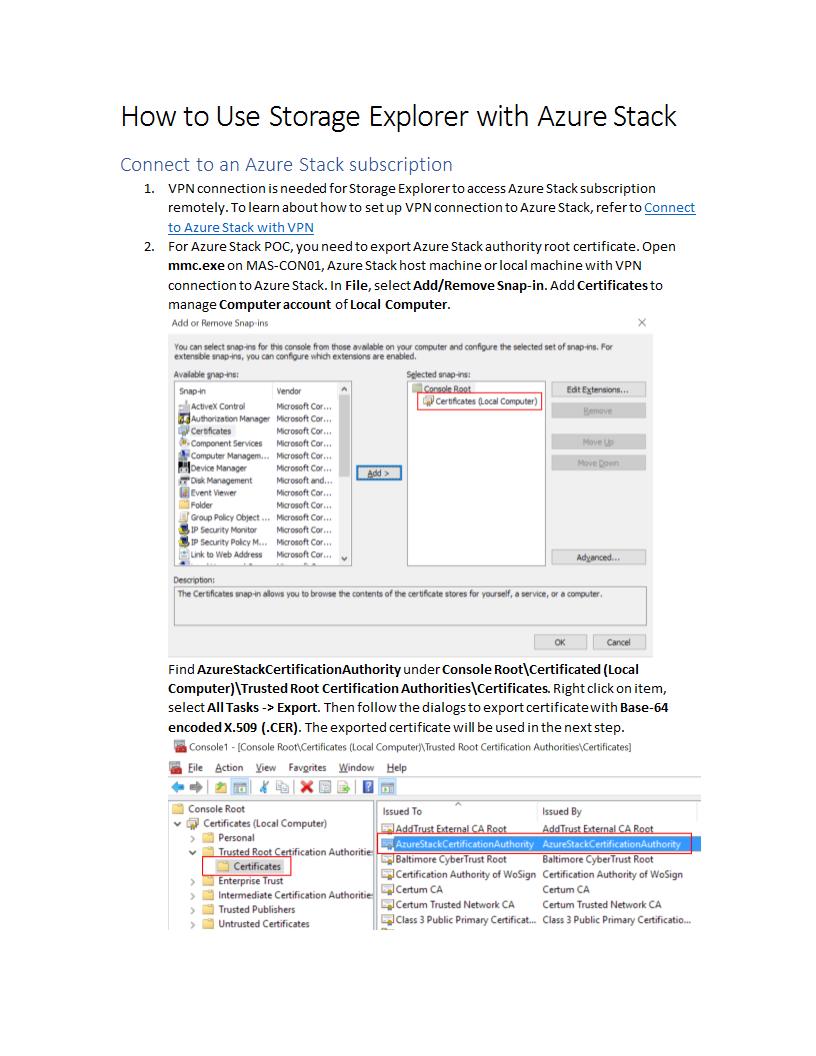 How to Use Storage Explorer with Azure Stack
Connect to an Azure Stack subscription
1. VPN connection is needed for Storage Explorer to access Azure Stack subscription
remotely. To learn about how to set up VPN connection to Azure Stack, refer to Connect
to Azure Stack with VPN
2. For Azure Stack POC, you need to export Azure Stack authority root certificate. Open
mmc.exe on MAS-CON01, Azure Stack host machine or local machine with VPN
connection to Azure Stack. In File, select Add/Remove Snap-in. Add Certificates to
manage Computer account of Local Computer.
Add or Remove Snap-ins
You can select snap-ins for this console from those available on your computer and configure the selected set of snap-ins. For
extensible snap-ins, you can configure which extensions are enabled.
Available snap-ins:
Snap-in Vendor
ActiveX Control Microsoft Cor...
Authorization Manager Microsoft Cor...
Certificates Microsoft Cor...
Component Services Microsoft Cor...
Computer Managem... Microsoft Cor...
Device Manager Microsoft Cor...
Disk Management Microsoft and...
Event Viewer Microsoft Cor...
Folder Microsoft Cor...
Group Policy Object ... Microsoft Cor...
IP Security Monitor Microsoft Cor...
IP Security Policy M... Microsoft Cor...
Link to Web Address Microsoft Cor...
Add >
Selected snap-ins:
Console Root
Certificates (Local Computer)
Edit Extensions...
Remove
Move Up
Move Down
Advanced...
Description:
The Certificates snap-in allows you to browse the contents of the certificate stores for yourself, a service, or a computer.
OK Cancel
Find AzureStackCertificationAuthority under Console Root\Certificated (Local
Computer)\Trusted Root Certification Authorities\Certificates. Right click on item,
select All Tasks -> Export. Then follow the dialogs to export certificate with Base-64
encoded X.509 (.CER). The exported certificate will be used in the next step.
Console1 - [Console Root\Certificates (Local Computer)\Trusted Root Certification Authorities\Certificates]
File Action View Favorites Window Help
Console Root
Certificates (Local Computer)
Personal
Trusted Root Certification Authoritie
Certificates
Enterprise Trust
Intermediate Certification Authoritie
Trusted Publishers
Untrusted Certificates
Issued To Issued By
AddTrust External CA Root AddTrust External CA Root
AzureStackCertificationAuthority AzureStackCertificationAuthority
Baltimore CyberTrust Root Baltimore CyberTrust Root
Certification Authority of WoSign Certification Authority of WoSign
Certum CA Certum CA
Certum Trusted Network CA Certum Trusted Network CA
Class 3 Public Primary Certificat... Class 3 Public Primary Certificatio...